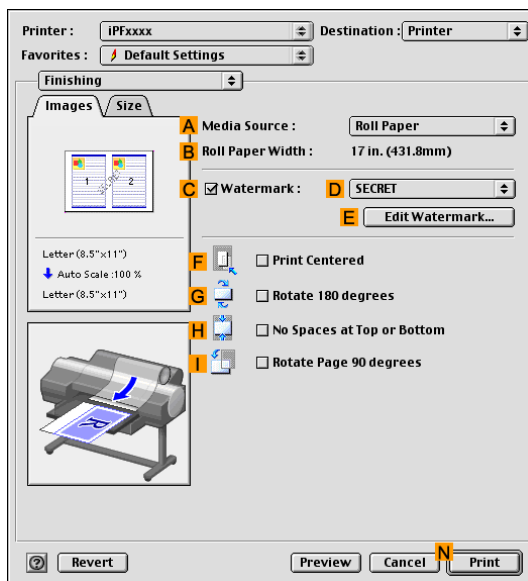 Printer : iPFxxxx Destination : Printer
Favorites : Default Settings
Finishing
Images Size
A Media Source : Roll Paper
B Roll Paper Width : 17 in. (431.8mm)
C Watermark : D SECRET
E Edit Watermark...
1 SECRET 2
Letter (8.5"x11")
Auto Scale :100 %
Letter (8.5"x11")
F Print Centered
G Rotate 180 degrees
H No Spaces at Top or Bottom
I Rotate Page 90 degrees
R
N
? Revert Preview Cancel Print